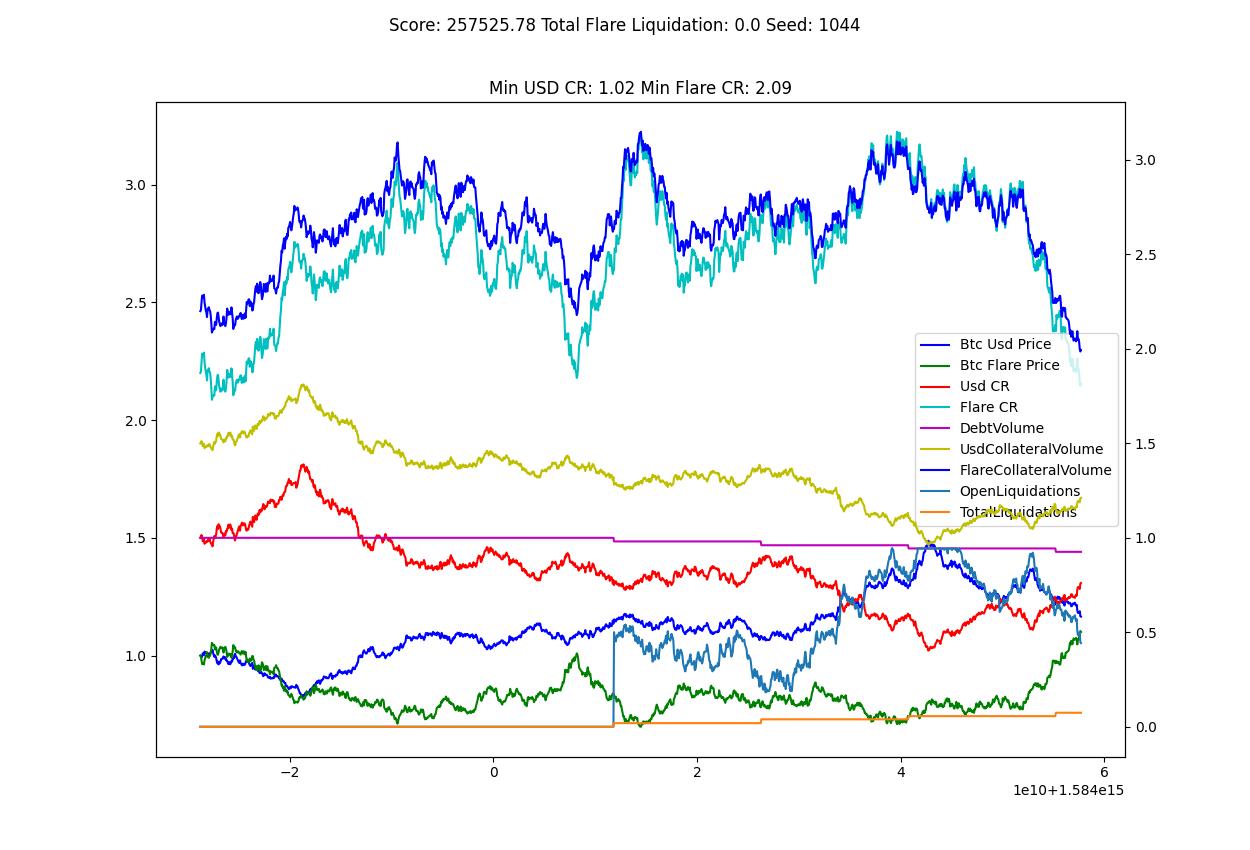 Score: 257525.78 Total Flare Liquidation: 0.0 Seed: 1044
Min USD CR: 1.02 Min Flare CR: 2.09
3.0
2.5
2.0
1.5
1.0
3.0
2.5
2.0
1.5
1.0
0.5
0.0
Btc Usd Price
Btc Flare Price
Usd CR
Flare CR
DebtVolume
UsdCollateralVolume
FlareCollateralVolume
OpenLiquidations
TotalLiquidations
−2 0 2 4 6
1e10+1.584e15